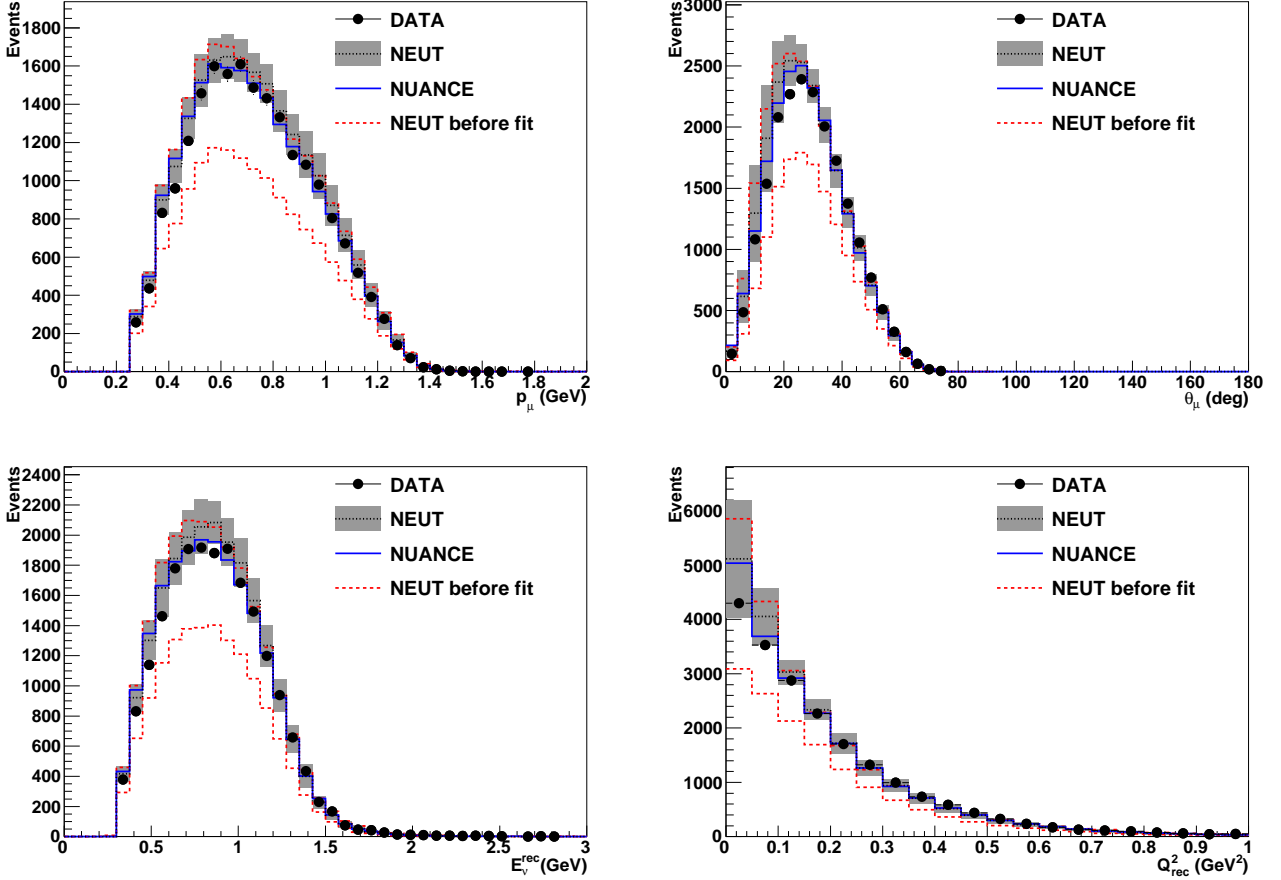 Events
1800
1600
1400
1200
1000
800
600
400
200
0
0 0.2 0.4 0.6 0.8 1 1.2 1.4 1.6 1.8 2
p_μ (GeV)
DATA
NEUT
NUANCE
NEUT before fit
Events
3000
2500
2000
1500
1000
500
0
0 20 40 60 80 100 120 140 160 180
θ_μ (deg)
DATA
NEUT
NUANCE
NEUT before fit
Events
2400
2200
2000
1800
1600
1400
1200
1000
800
600
400
200
0
0 0.5 1 1.5 2 2.5 3
E_ν^rec (GeV)
DATA
NEUT
NUANCE
NEUT before fit
Events
6000
5000
4000
3000
2000
1000
0
0 0.1 0.2 0.3 0.4 0.5 0.6 0.7 0.8 0.9 1
Q²_rec (GeV²)
DATA
NEUT
NUANCE
NEUT before fit